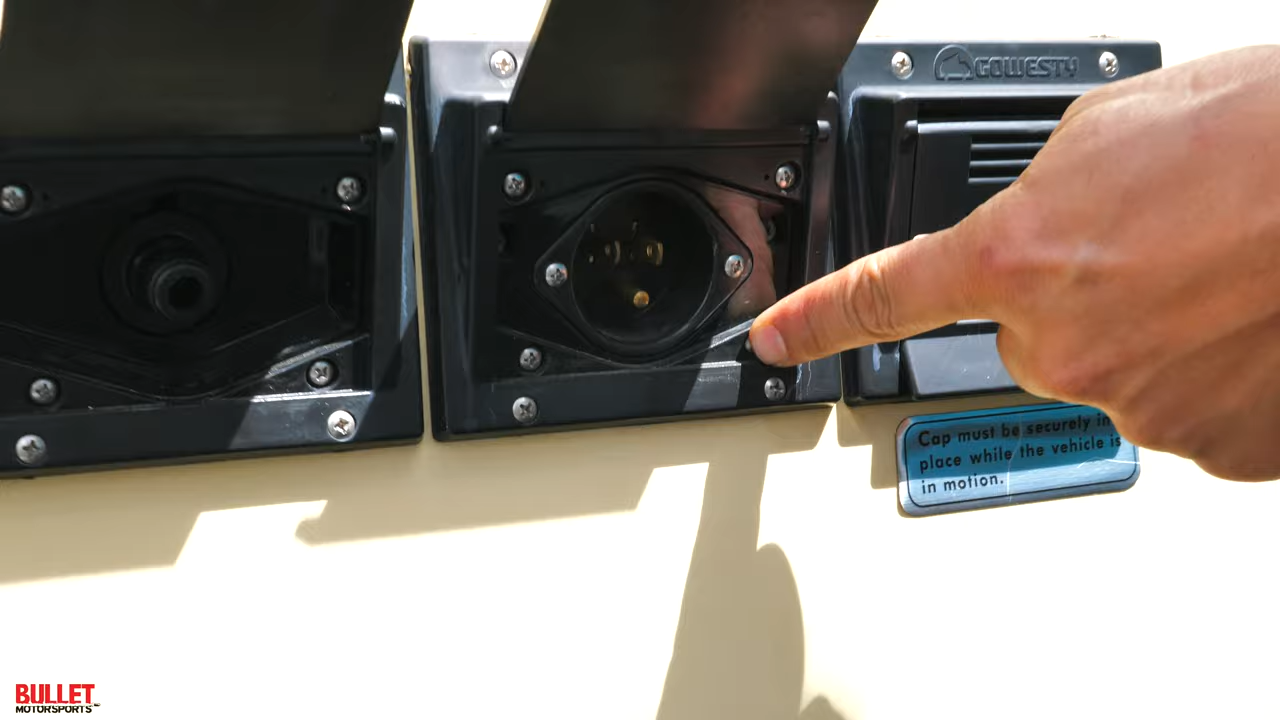 GOWESTY
Cap must be securely in
place while the vehicle is
in motion.
BULLET
MOTORSPORTS